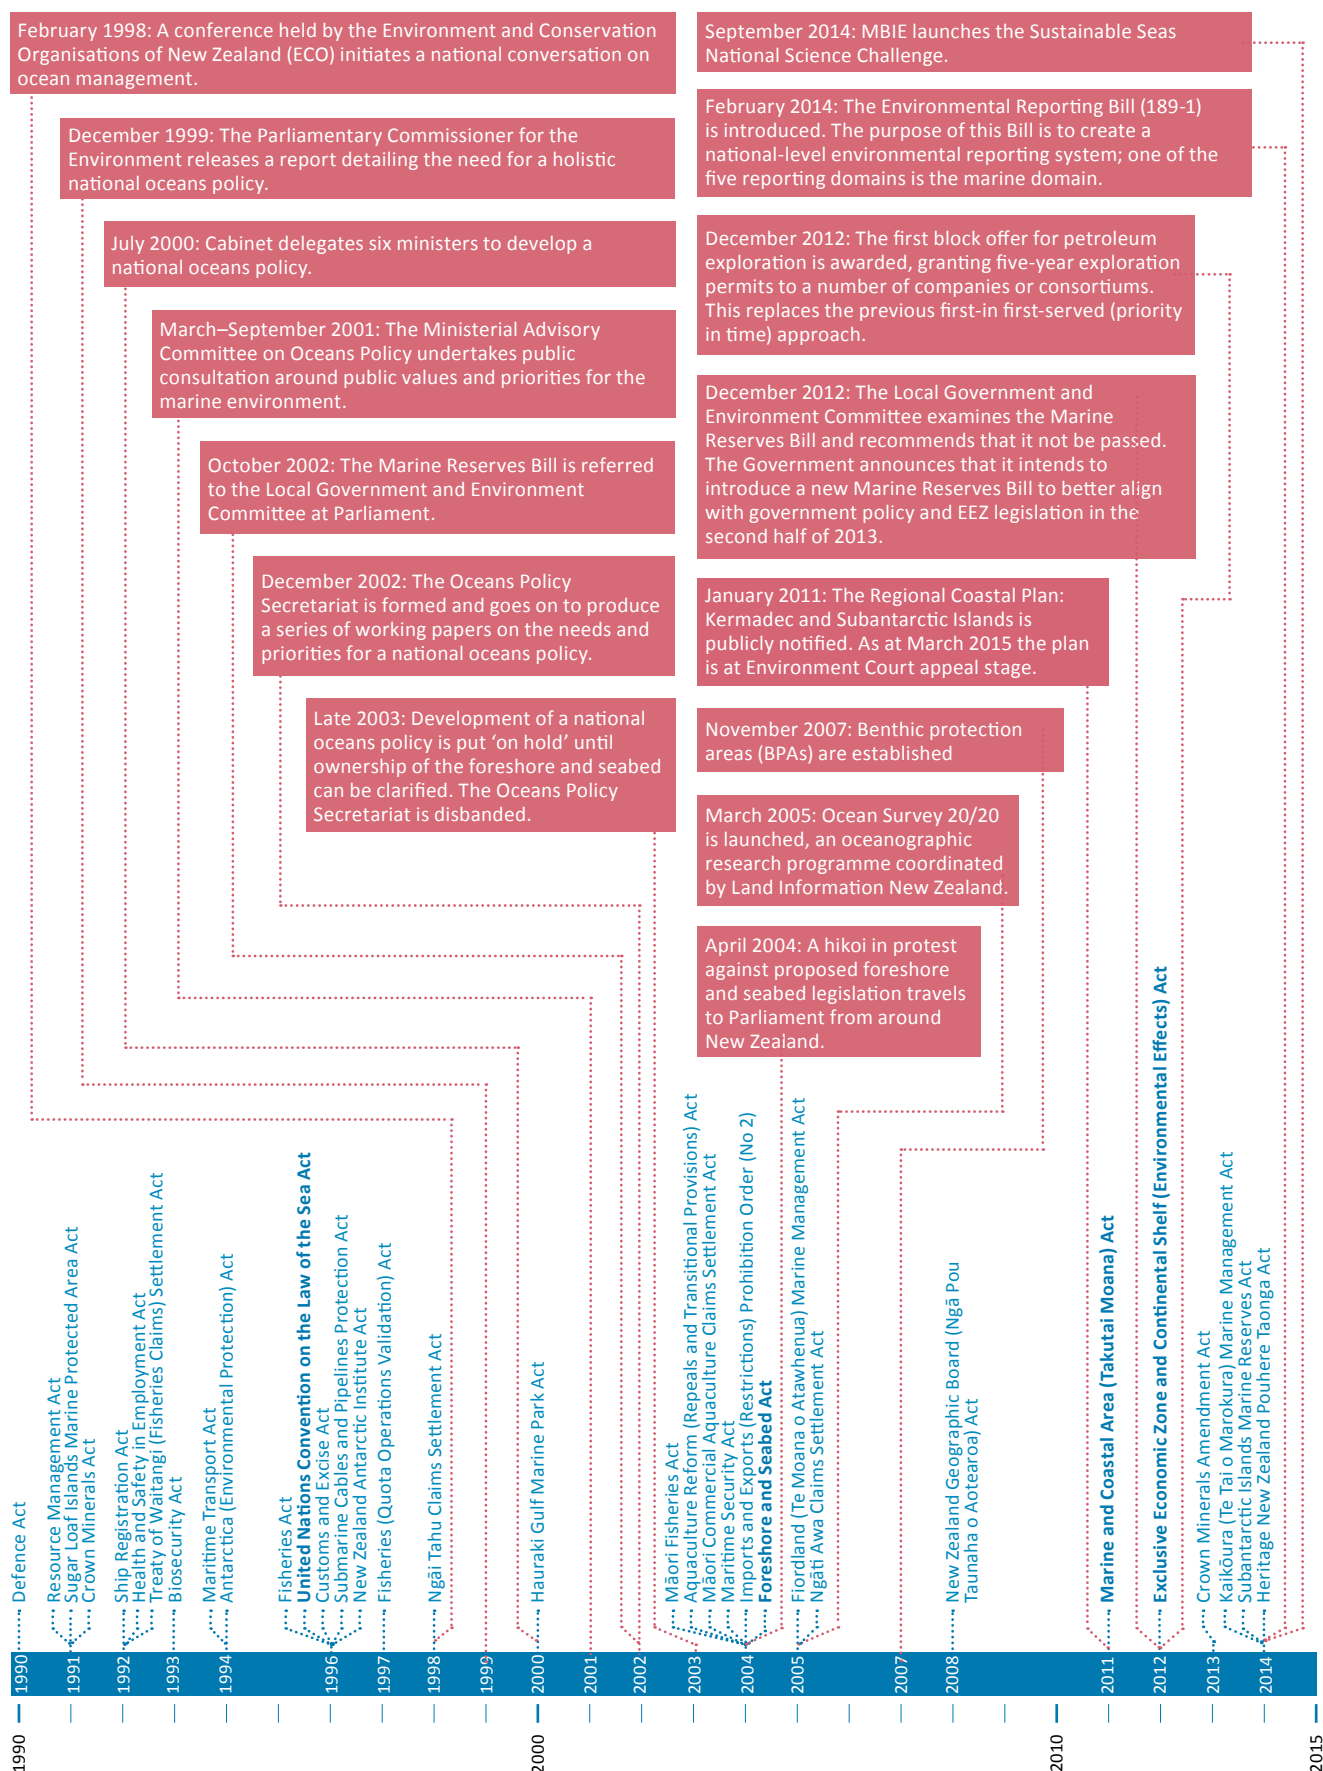 February 1998: A conference held by the Environment and Conservation
Organisations of New Zealand (ECO) initiates a national conversation on
ocean management.
December 1999: The Parliamentary Commissioner for the
Environment releases a report detailing the need for a holistic
national oceans policy.
July 2000: Cabinet delegates six ministers to develop a
national oceans policy.
March–September 2001: The Ministerial Advisory
Committee on Oceans Policy undertakes public
consultation around public values and priorities for the
marine environment.
October 2002: The Marine Reserves Bill is referred
to the Local Government and Environment
Committee at Parliament.
December 2002: The Oceans Policy
Secretariat is formed and goes on to produce
a series of working papers on the needs and
priorities for a national oceans policy.
Late 2003: Development of a national
oceans policy is put ‘on hold’ until
ownership of the foreshore and seabed
can be clarified. The Oceans Policy
Secretariat is disbanded.
September 2014: MBIE launches the Sustainable Seas
National Science Challenge.
February 2014: The Environmental Reporting Bill (189-1)
is introduced. The purpose of this Bill is to create a
national-level environmental reporting system; one of the
five reporting domains is the marine domain.
December 2012: The first block offer for petroleum
exploration is awarded, granting five-year exploration
permits to a number of companies or consortiums.
This replaces the previous first-in first-served (priority
in time) approach.
December 2012: The Local Government and
Environment Committee examines the Marine
Reserves Bill and recommends that it not be passed.
The Government announces that it intends to
introduce a new Marine Reserves Bill to better align
with government policy and EEZ legislation in the
second half of 2013.
January 2011: The Regional Coastal Plan:
Kermadec and Subantarctic Islands is
publicly notified. As at March 2015 the plan
is at Environment Court appeal stage.
November 2007: Benthic protection
areas (BPAs) are established
March 2005: Ocean Survey 20/20
is launched, an oceanographic
research programme coordinated
by Land Information New Zealand.
April 2004: A hikoi in protest
against proposed foreshore
and seabed legislation travels
to Parliament from around
New Zealand.
Defence Act
Resource Management Act
Sugar Loaf Islands Marine Protected Area Act
Crown Minerals Act
Ship Registration Act
Health and Safety in Employment Act
Treaty of Waitangi (Fisheries Claims) Settlement Act
Biosecurity Act
Maritime Transport Act
Antarctica (Environmental Protection) Act
Fisheries Act
United Nations Convention on the Law of the Sea Act
Customs and Excise Act
Submarine Cables and Pipelines Protection Act
New Zealand Antarctic Institute Act
Fisheries (Quota Operations Validation) Act
Ngāi Tahu Claims Settlement Act
Hauraki Gulf Marine Park Act
Māori Fisheries Act
Aquaculture Reform (Repeals and Transitional Provisions) Act
Māori Commercial Aquaculture Claims Settlement Act
Maritime Security Act
Imports and Exports (Restrictions) Prohibition Order (No 2)
Foreshore and Seabed Act
Fiordland (Te Moana o Atawhenua) Marine Management Act
Ngāti Awa Claims Settlement Act
New Zealand Geographic Board (Ngā Pou
Taunaha o Aotearoa) Act
Marine and Coastal Area (Takutai Moana) Act
Exclusive Economic Zone and Continental Shelf (Environmental Effects) Act
Crown Minerals Amendment Act
Kaikōura (Te Tai o Marokura) Marine Management Act
Subantarctic Islands Marine Reserves Act
Heritage New Zealand Pouhere Taonga Act
1990
1991
1992
1993
1994
1996
1997
1998
1999
2000
2001
2002
2003
2004
2005
2007
2008
2011
2012
2013
2014
1990
2000
2010
2015